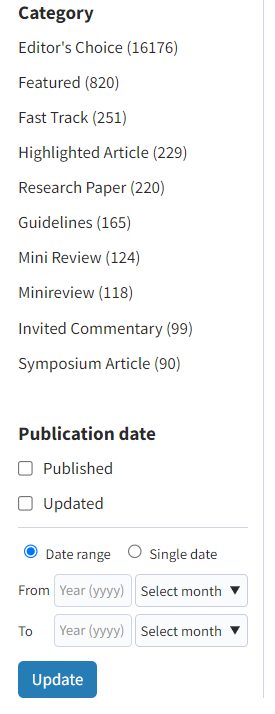 Category
Editor's Choice (16176)
Featured (820)
Fast Track (251)
Highlighted Article (229)
Research Paper (220)
Guidelines (165)
Mini Review (124)
Minireview (118)
Invited Commentary (99)
Symposium Article (90)
Publication date
Published
Updated
Date range Single date
From Year (yyyy) Select month ▼
To Year (yyyy) Select month ▼
Update